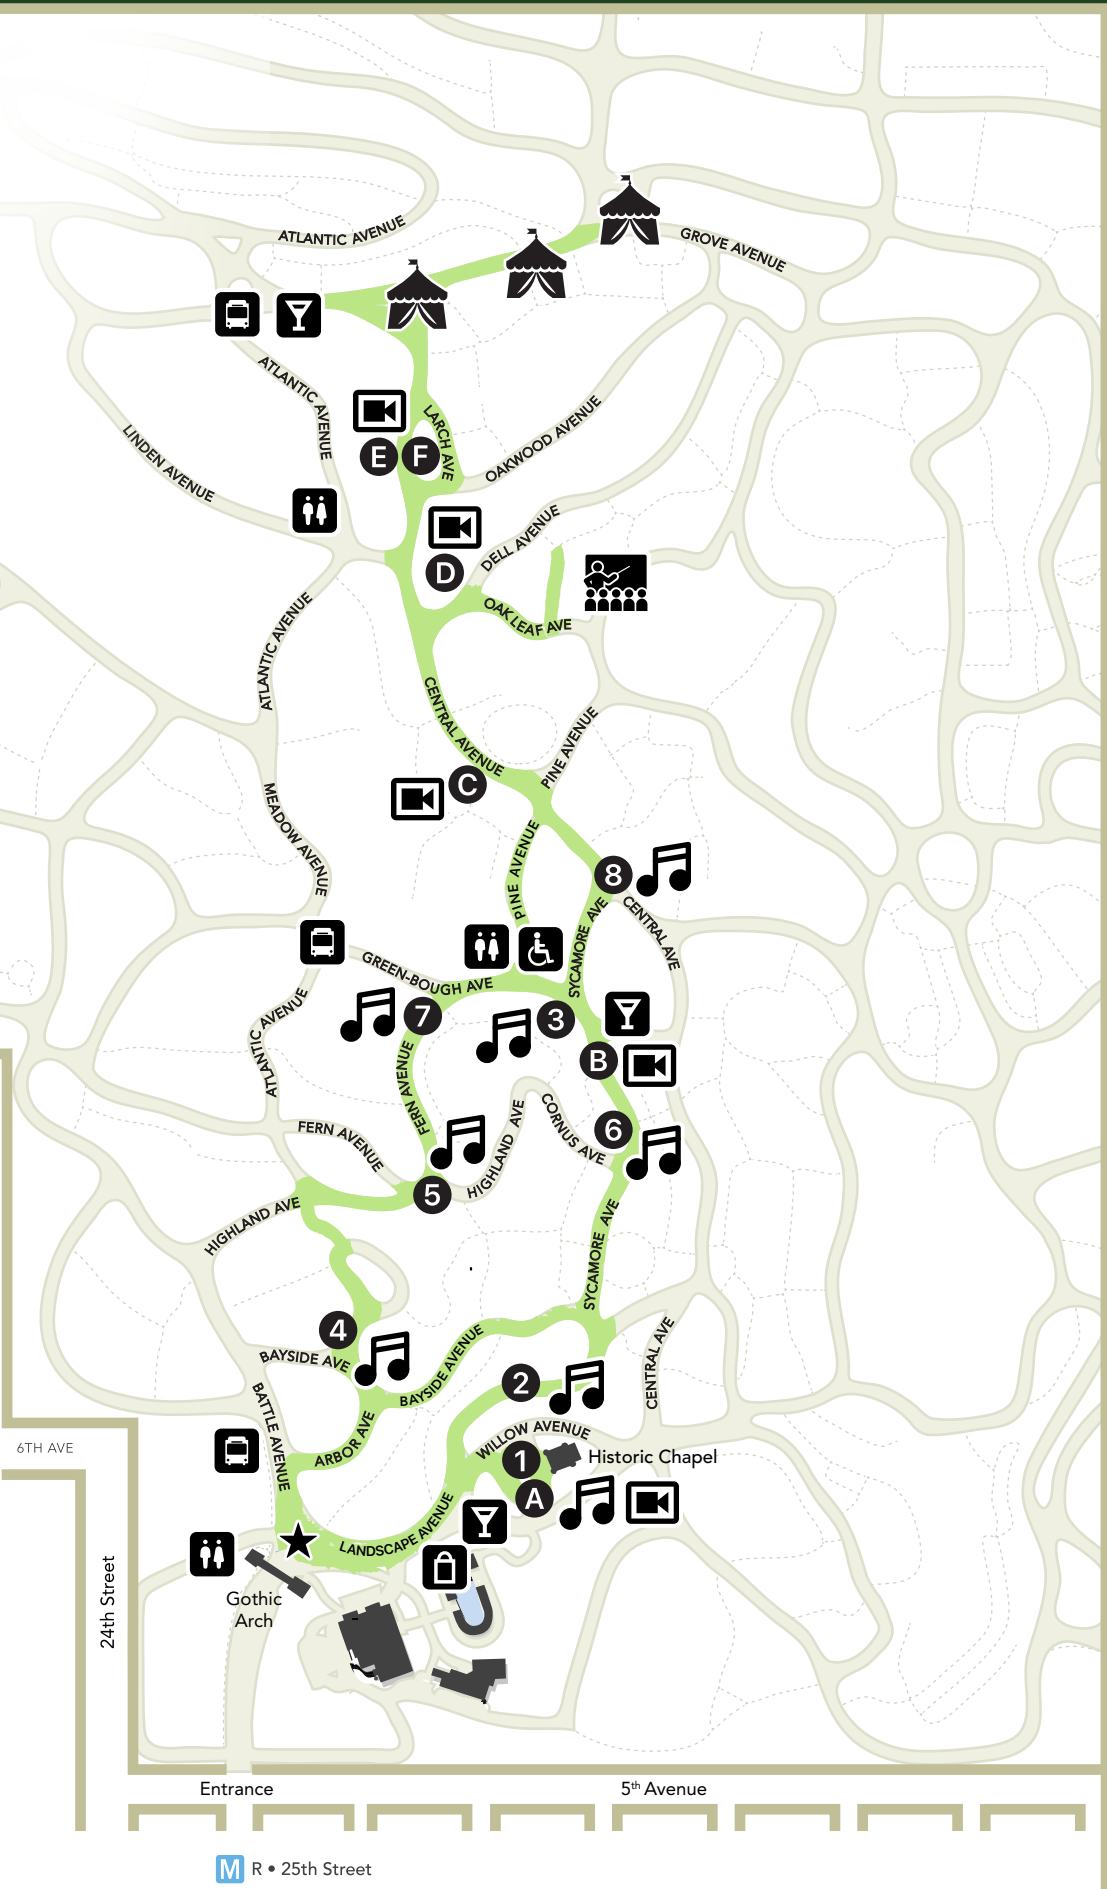 ATLANTIC AVENUE
GROVE AVENUE
ATLANTIC AVENUE
LARCH AVE
OAKWOOD AVENUE
LINDEN AVENUE
E
F
DELL AVENUE
D
OAK LEAF AVE
ATLANTIC AVENUE
CENTRAL AVENUE
PINE AVENUE
C
MEADOW AVENUE
PINE AVENUE
8
SYCAMORE AVE
CENTRAL AVE
GREEN-BOUGH AVE
7
3
ATLANTIC AVENUE
B
FERN AVENUE
CORNUS AVE
6
HIGHLAND AVE
FERN AVENUE
5
HIGHLAND AVE
SYCAMORE AVE
4
BAYSIDE AVE
BAYSIDE AVENUE
CENTRAL AVE
2
BATTLE AVENUE
ARBOR AVE
WILLOW AVENUE
6TH AVE
1
Historic Chapel
A
LANDSCAPE AVENUE
24th Street
Gothic
Arch
Entrance
5th Avenue
M R • 25th Street